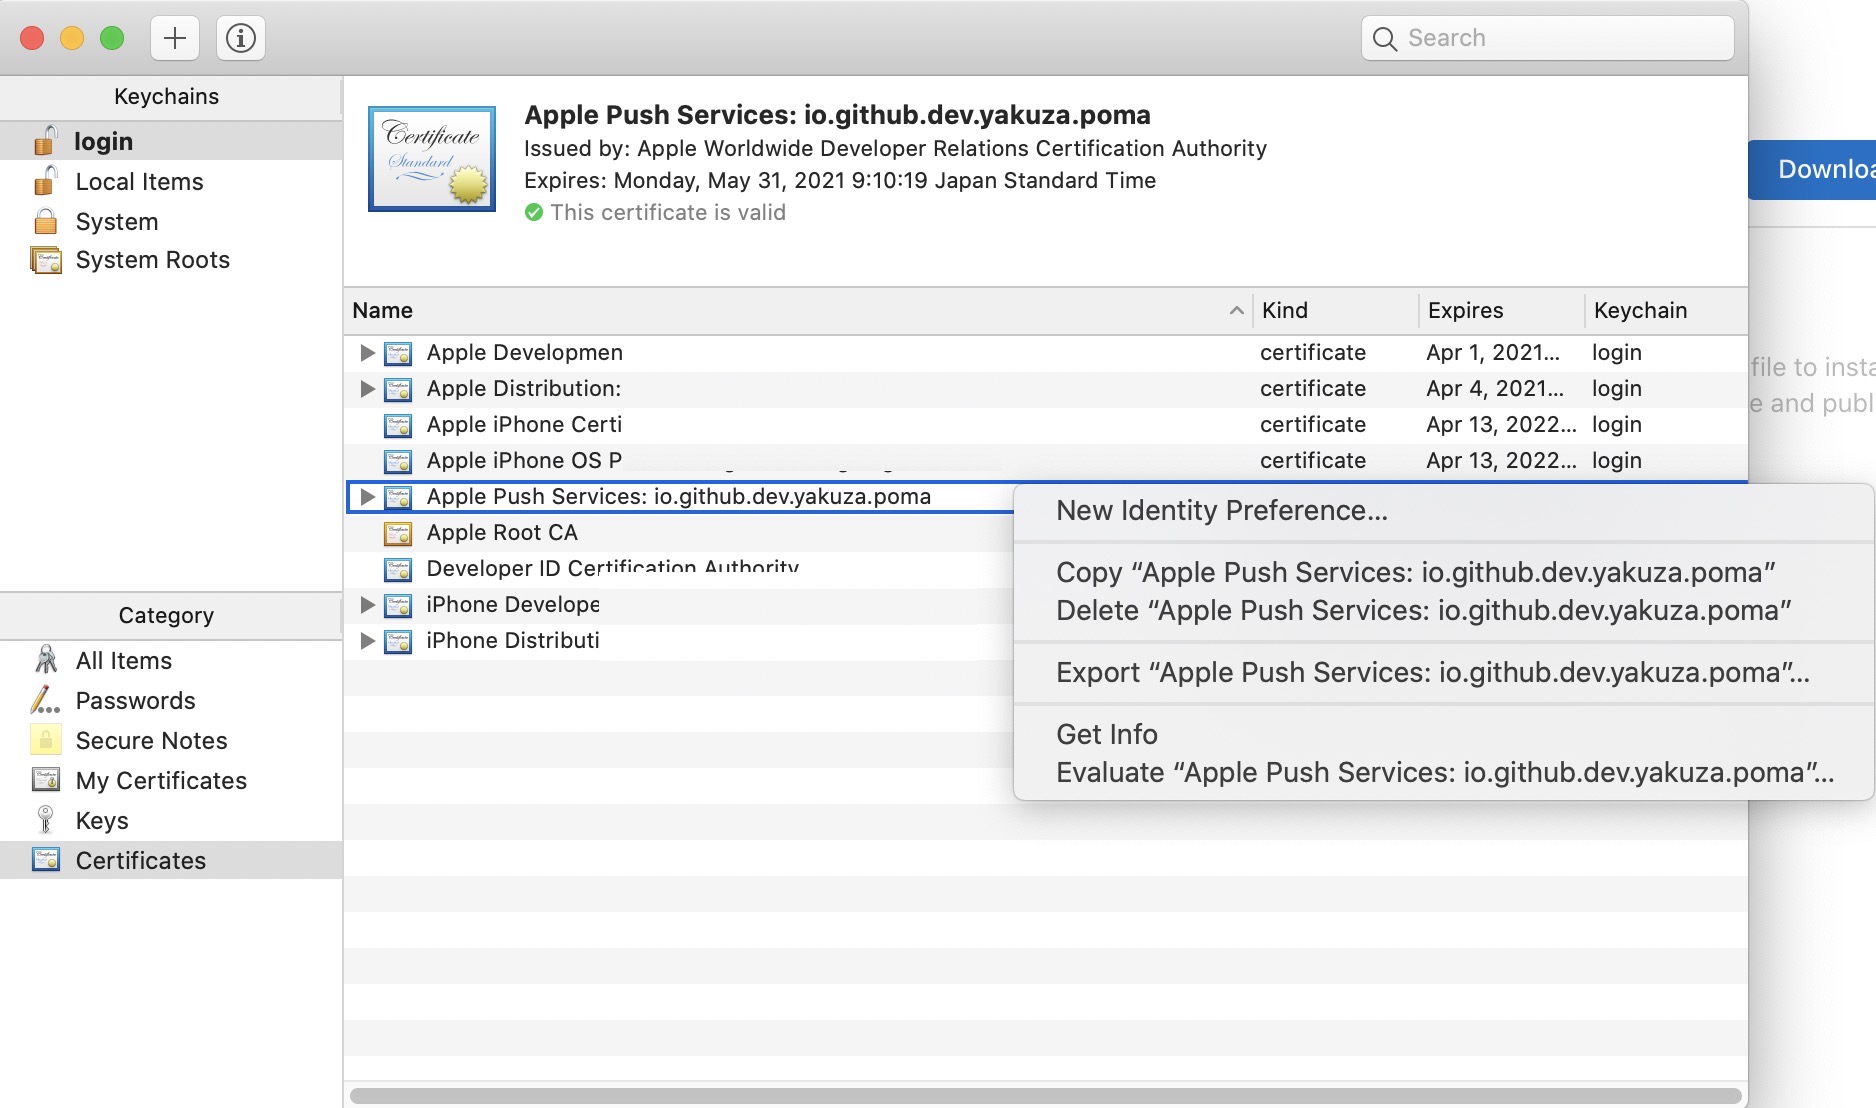 Search
Keychains
login
Local Items
System
System Roots
Certificate
Standard
Apple Push Services: io.github.dev.yakuza.poma
Issued by: Apple Worldwide Developer Relations Certification Authority
Expires: Monday, May 31, 2021 9:10:19 Japan Standard Time
This certificate is valid
Downloa
file to insta
e and publ
Name Kind Expires Keychain
Apple Developmen certificate Apr 1, 2021... login
Apple Distribution: certificate Apr 4, 2021... login
Apple iPhone Certi certificate Apr 13, 2022... login
Apple iPhone OS P certificate Apr 13, 2022... login
Apple Push Services: io.github.dev.yakuza.poma
Apple Root CA
Developer ID Certification Authority
iPhone Develope
iPhone Distributi
New Identity Preference...
Copy “Apple Push Services: io.github.dev.yakuza.poma”
Delete “Apple Push Services: io.github.dev.yakuza.poma”
Export “Apple Push Services: io.github.dev.yakuza.poma”...
Get Info
Evaluate “Apple Push Services: io.github.dev.yakuza.poma”...
Category
All Items
Passwords
Secure Notes
My Certificates
Keys
Certificates